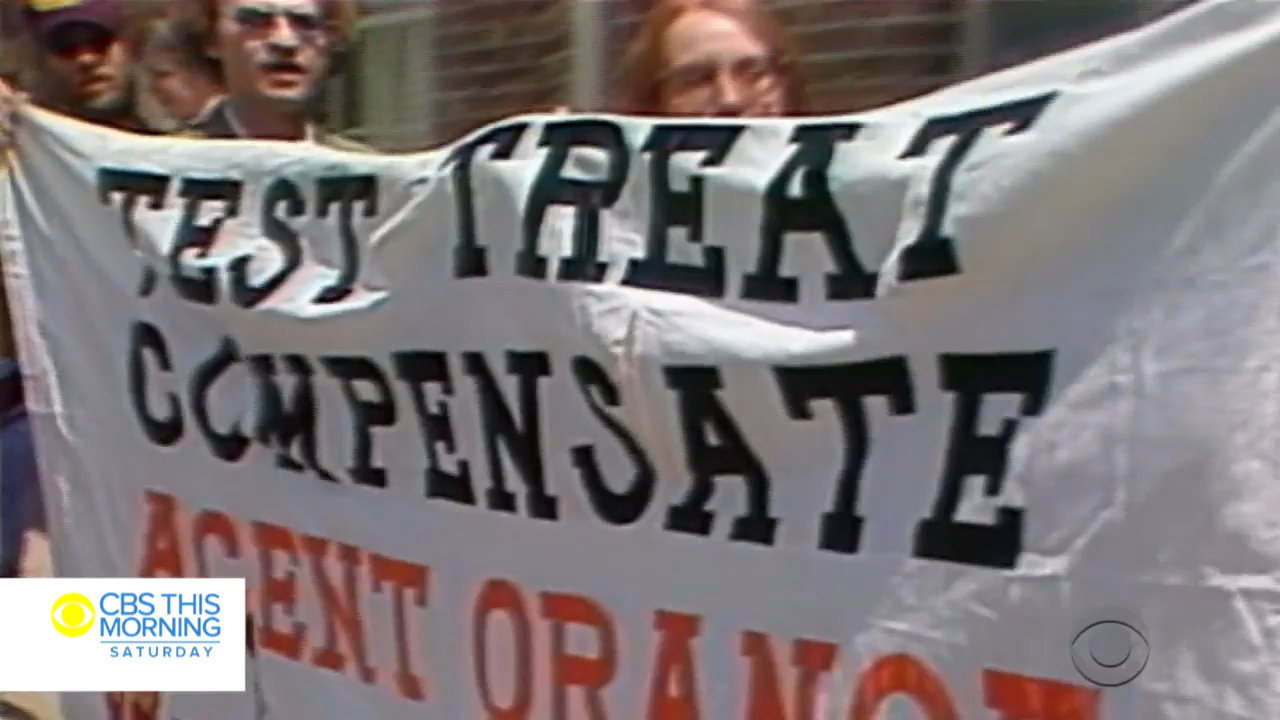 TEST TREAT
COMPENSATE
AGENT ORANGE
CBS THIS
MORNING
SATURDAY